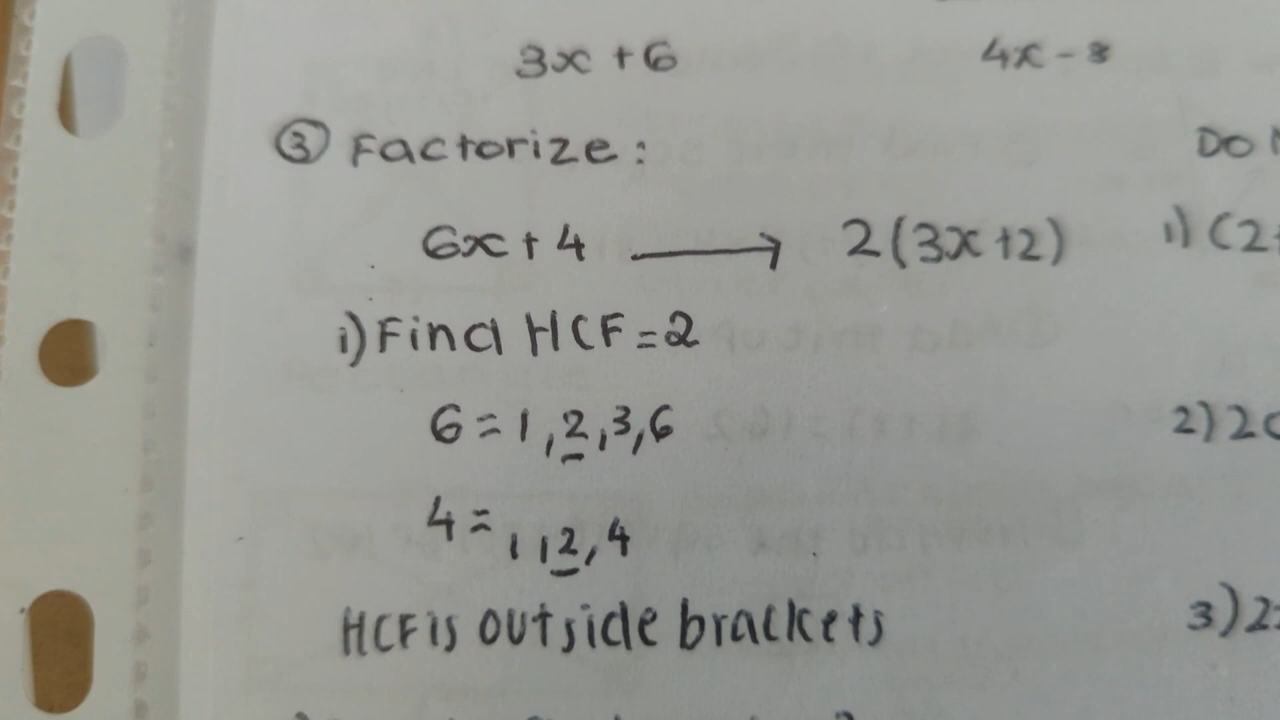 3x + 6 4x - 8
③ Factorize : DO
6x + 4 → 2(3x+2) 1) (2
i) Find HCF = 2
6 = 1, 2, 3, 6 2) 2
4 = 1, 2, 4
HCF is outside brackets 3) 2